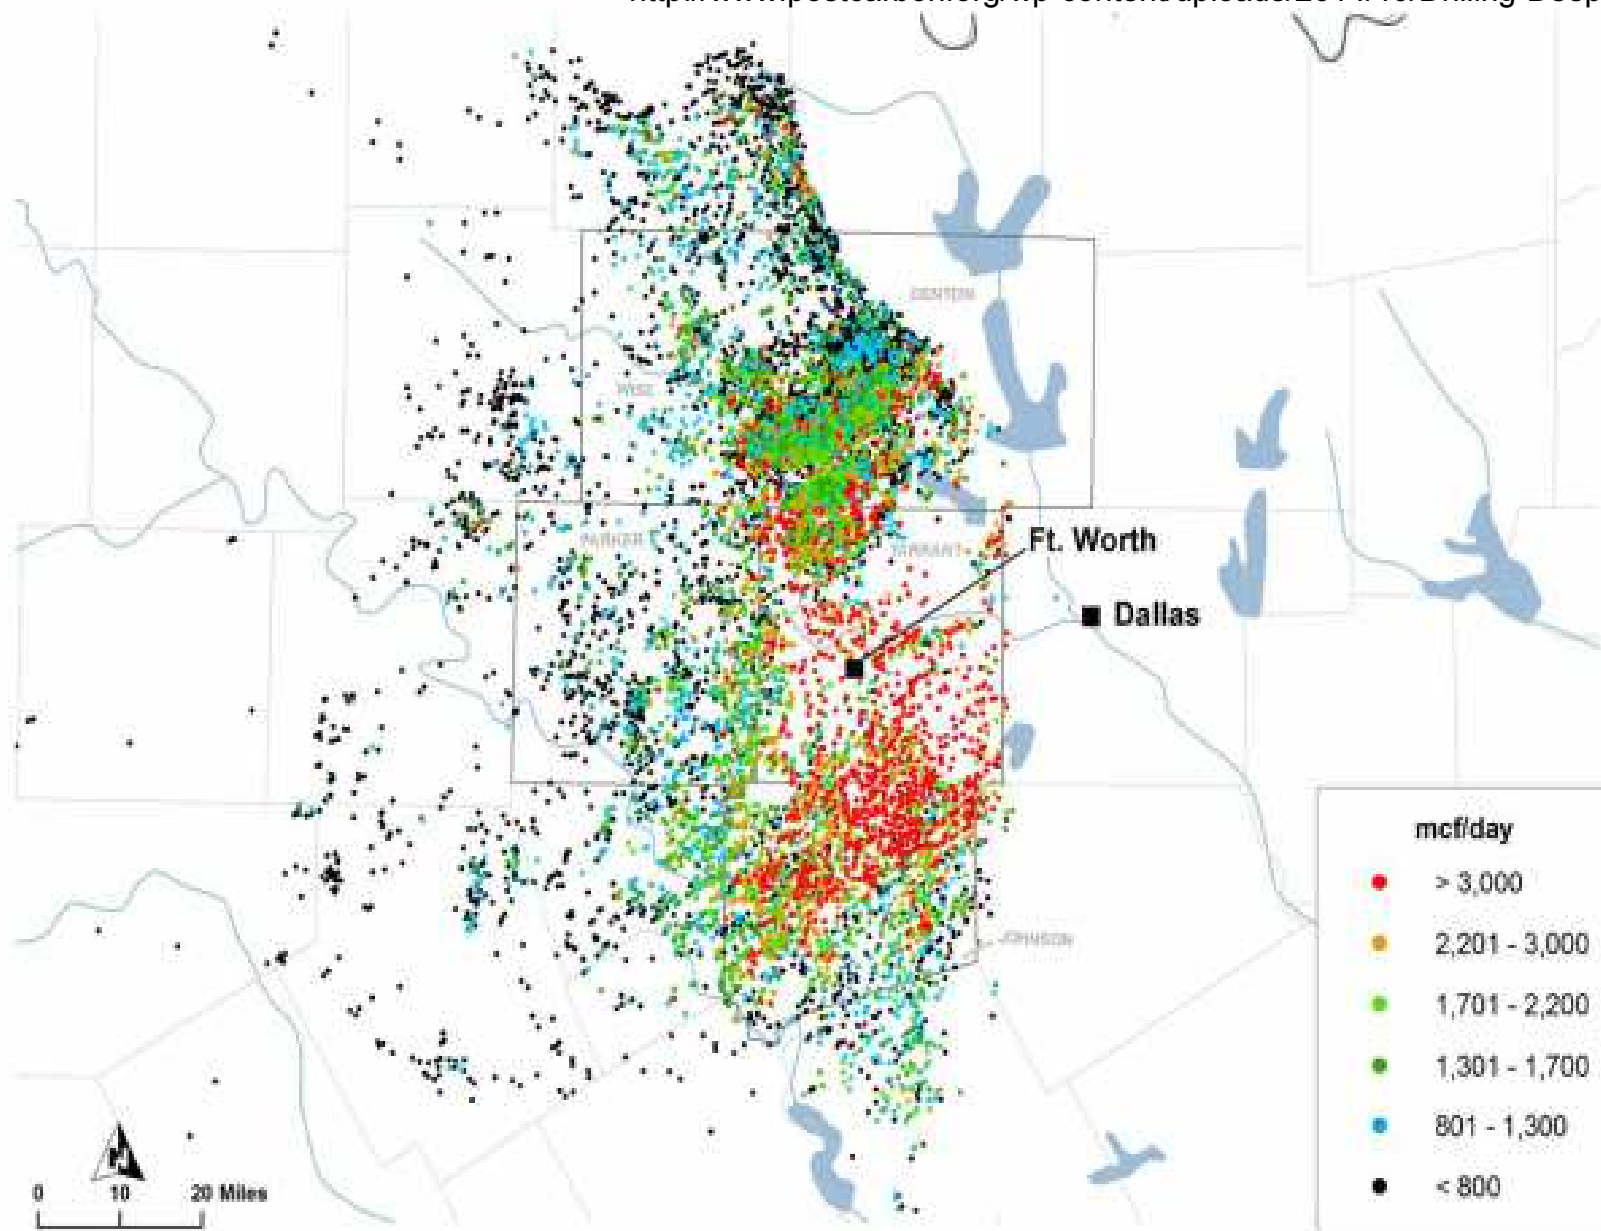 DENTON
WISE
PARKER
TARRANT
Ft. Worth
Dallas
JOHNSON
mcf/day
> 3,000
2,201 - 3,000
1,701 - 2,200
1,301 - 1,700
801 - 1,300
< 800
N
0 10 20 Miles